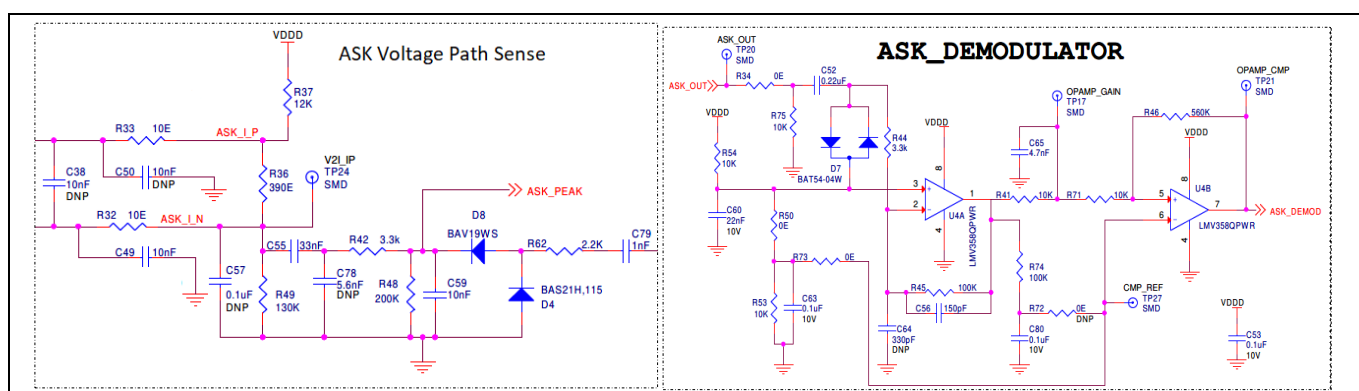 ASK Voltage Path Sense
VDDD
R37
12K
R33
10E
ASK_I_P
C38
10nF
DNP
C50
10nF
DNP
R36
390E
V2I_IP
TP24
SMD
ASK_PEAK
R32
10E
ASK_I_N
C49
10nF
C55
33nF
R42
3.3k
D8
BAV19WS
R62
2.2K
C79
1nF
C57
0.1uF
DNP
R49
130K
C78
5.6nF
DNP
R48
200K
C59
10nF
BAS21H,115
D4
ASK_DEMODULATOR
ASK_OUT
TP20
SMD
ASK_OUT
R34
0E
C52
0.22uF
R75
10K
VDDD
R54
10K
D7
BAT54-04W
R44
3.3k
VDDD
8
3
2
1
4
U4A
LMV358QPWR
C60
22nF
10V
R50
0E
R73
0E
R53
10K
C63
0.1uF
10V
R45
100K
C56
150pF
C64
330pF
DNP
OPAMP_GAIN
TP17
SMD
C65
4.7nF
R41
10K
R71
10K
R74
100K
R72
0E
DNP
C80
0.1uF
10V
CMP_REF
TP27
SMD
OPAMP_CMP
TP21
SMD
R46
560K
VDDD
8
5
6
7
4
U4B
LMV358QPWR
ASK_DEMOD
VDDD
C53
0.1uF
10V